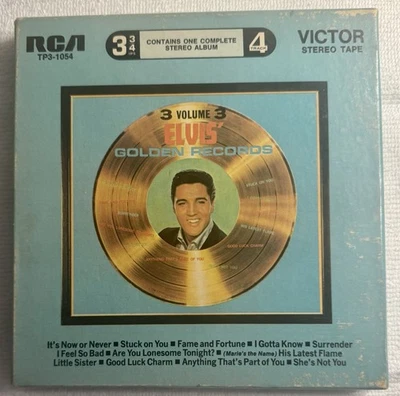 RCA
TP3-1054
3 3/4 IPS
CONTAINS ONE COMPLETE
STEREO ALBUM
4
TRACK
VICTOR
STEREO TAPE
3 VOLUME 3
ELVIS'
GOLDEN RECORDS
It's Now or Never ■ Stuck on You ■ Fame and Fortune ■ I Gotta Know ■ Surrender
I Feel So Bad ■ Are You Lonesome Tonight? ■ (Marie's the Name) His Latest Flame
Little Sister ■ Good Luck Charm ■ Anything That's Part of You ■ She's Not You